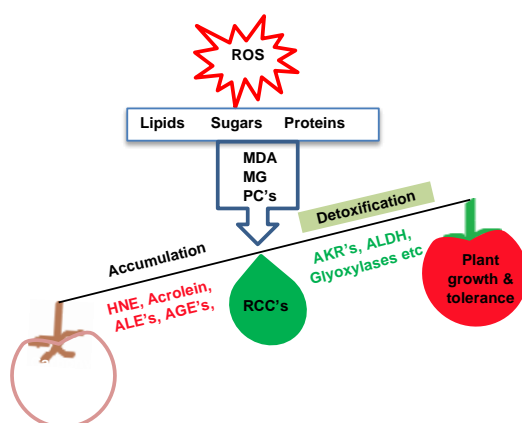 ROS
Lipids Sugars Proteins
MDA
MG
PC's
Detoxification
Accumulation
AKR's, ALDH,
Glyoxylases etc
HNE, Acrolein,
ALE's, AGE's,
RCC's
Plant
growth &
tolerance